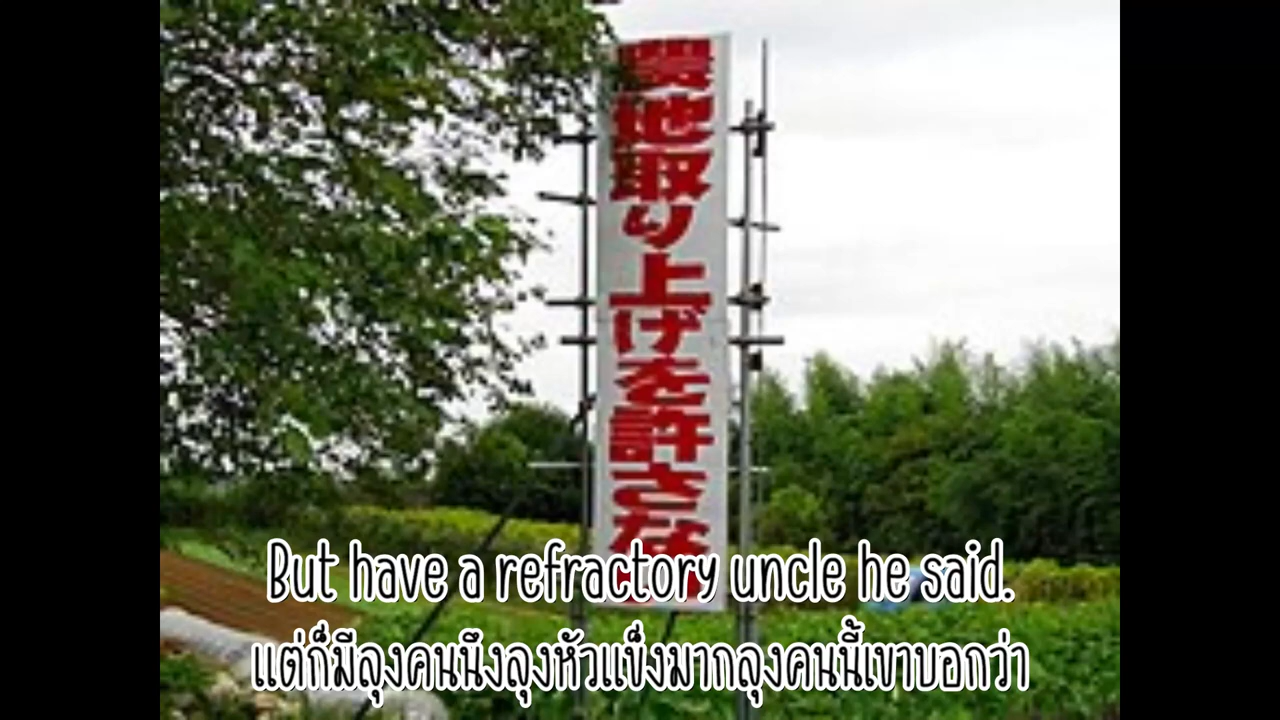 農地取り上げを許さな
But have a refractory uncle he said.
แต่ก็มีลุงคนนึงลุงหัวแข็งมากลุงคนนี้เขาบอกว่า